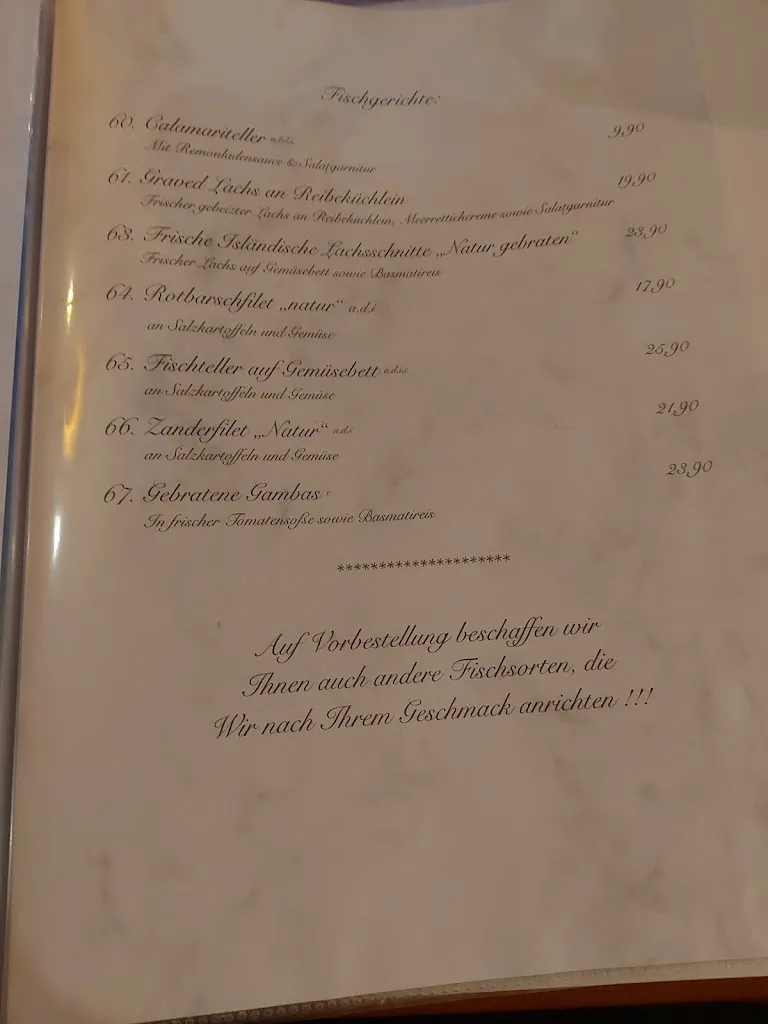 Fischgerichte:
60. Calamariteller 9,90
Mit Remouladensauce & Salatgarnitur
61. Graved Lachs an Reibeküchlein 19,90
Frischer gebeizter Lachs an Reibeküchlein, Meerrettichcreme sowie Salatgarnitur
63. Frische Isländische Lachsschnitte „Natur gebraten“ 23,90
Frischer Lachs auf Gemüsebett sowie Basmatireis
64. Rotbarschfilet „natur“ a.d.i 17,90
an Salzkartoffeln und Gemüse
65. Fischteller auf Gemüsebett 25,90
an Salzkartoffeln und Gemüse
66. Zanderfilet „Natur“ a.d.i 21,90
an Salzkartoffeln und Gemüse
67. Gebratene Gambas c 23,90
In frischer Tomatensoße sowie Basmatireis
*********************
Auf Vorbestellung beschaffen wir
Ihnen auch andere Fischsorten, die
Wir nach Ihrem Geschmack anrichten !!!